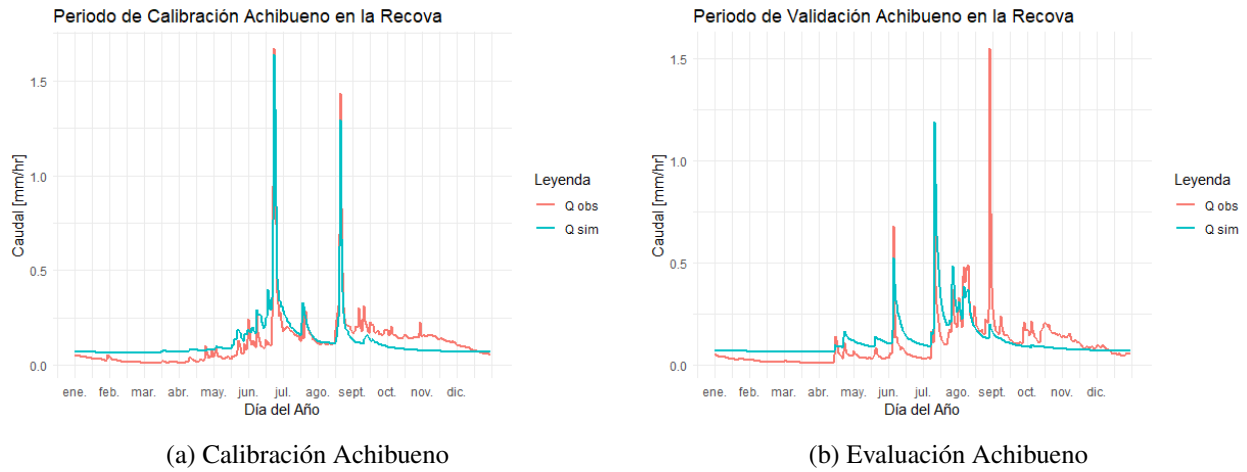 Periodo de Calibración Achibueno en la Recova
Caudal [mm/hr]
1.5
1.0
0.5
0.0
ene. feb. mar. abr. may. jun. jul. ago. sept. oct. nov. dic.
Día del Año
Leyenda
Q obs
Q sim
(a) Calibración Achibueno
Periodo de Validación Achibueno en la Recova
Caudal [mm/hr]
1.5
1.0
0.5
0.0
ene. feb. mar. abr. may. jun. jul. ago. sept. oct. nov. dic.
Día del Año
Leyenda
Q obs
Q sim
(b) Evaluación Achibueno